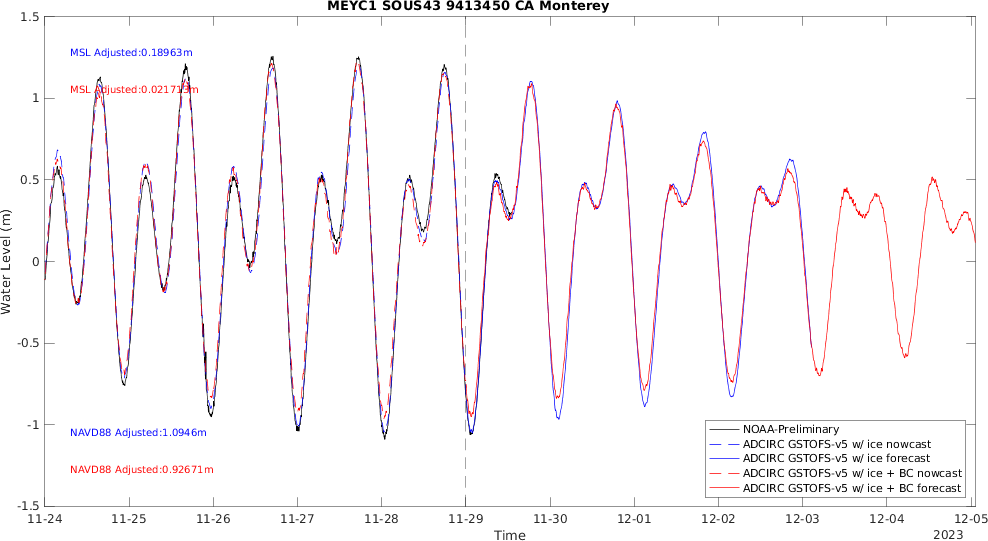 MEYC1 SOUS43 9413450 CA Monterey
1.5
1
0.5
0
-0.5
-1
-1.5
Water Level (m)
MSL Adjusted:0.18963m
MSL Adjusted:0.021713m
NAVD88 Adjusted:1.0946m
NAVD88 Adjusted:0.92671m
NOAA-Preliminary
ADCIRC GSTOFS-v5 w/ ice nowcast
ADCIRC GSTOFS-v5 w/ ice forecast
ADCIRC GSTOFS-v5 w/ ice + BC nowcast
ADCIRC GSTOFS-v5 w/ ice + BC forecast
11-24 11-25 11-26 11-27 11-28 11-29 11-30 12-01 12-02 12-03 12-04 12-05
Time
2023